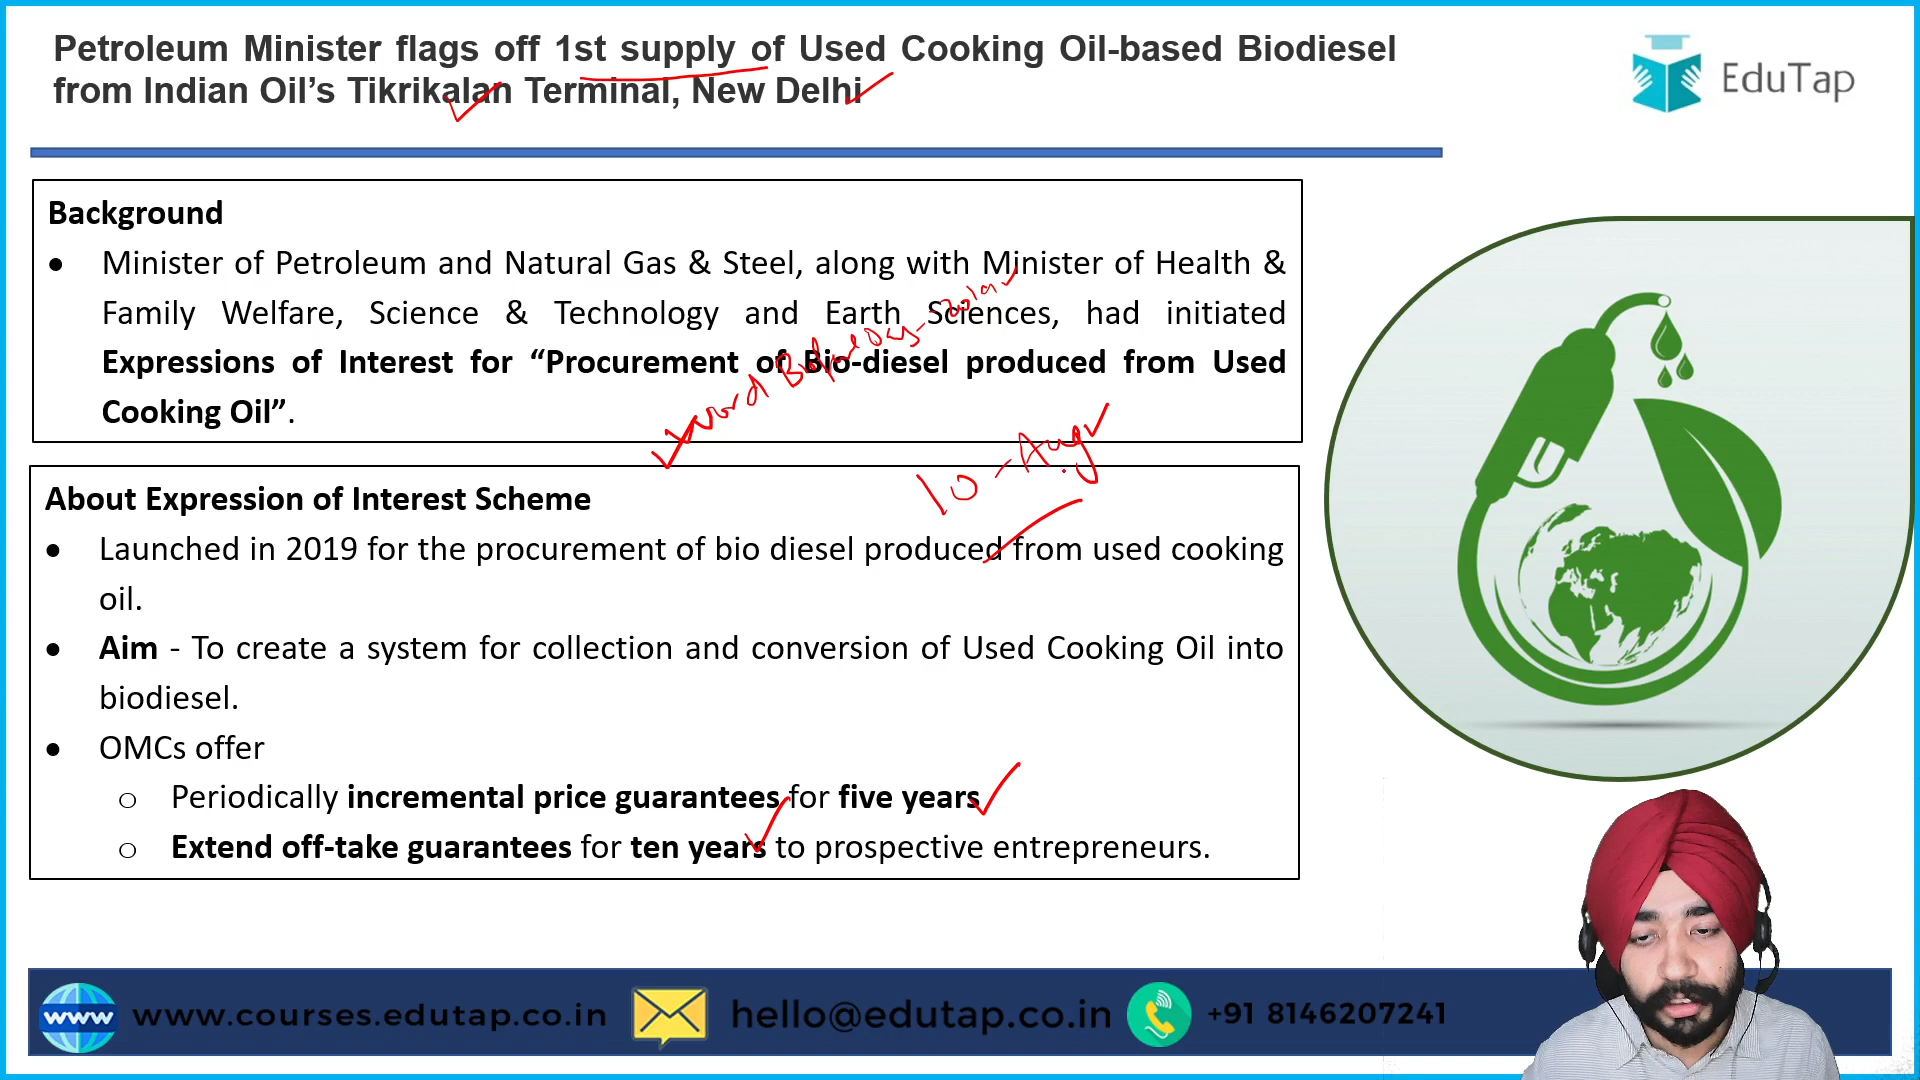 Petroleum Minister flags off 1st supply of Used Cooking Oil-based Biodiesel
from Indian Oil’s Tikrikalan Terminal, New Delhi
EduTap
Background
● Minister of Petroleum and Natural Gas & Steel, along with Minister of Health &
Family Welfare, Science & Technology and Earth Sciences, had initiated
Expressions of Interest for “Procurement of Bio-diesel produced from Used
Cooking Oil”.
World Biofuel Day - 2019
10 - Aug
About Expression of Interest Scheme
● Launched in 2019 for the procurement of bio diesel produced from used cooking
oil.
● Aim - To create a system for collection and conversion of Used Cooking Oil into
biodiesel.
● OMCs offer
o Periodically incremental price guarantees for five years
o Extend off-take guarantees for ten years to prospective entrepreneurs.
www www.courses.edutap.co.in hello@edutap.co.in +91 8146207241